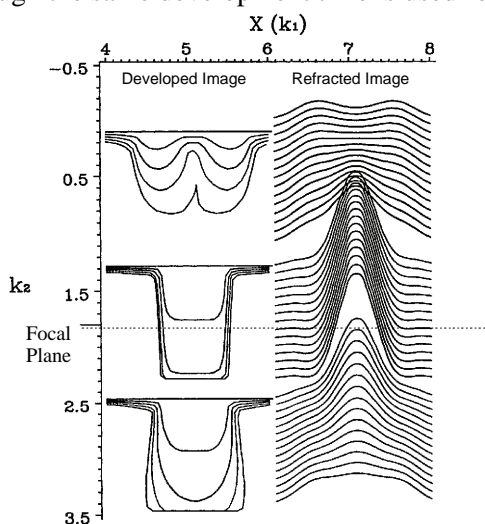 X (k₁)
4 5 6 7 8
−0.5
Developed Image Refracted Image
0.5
k₂
1.5
Focal
Plane
2.5
3.5